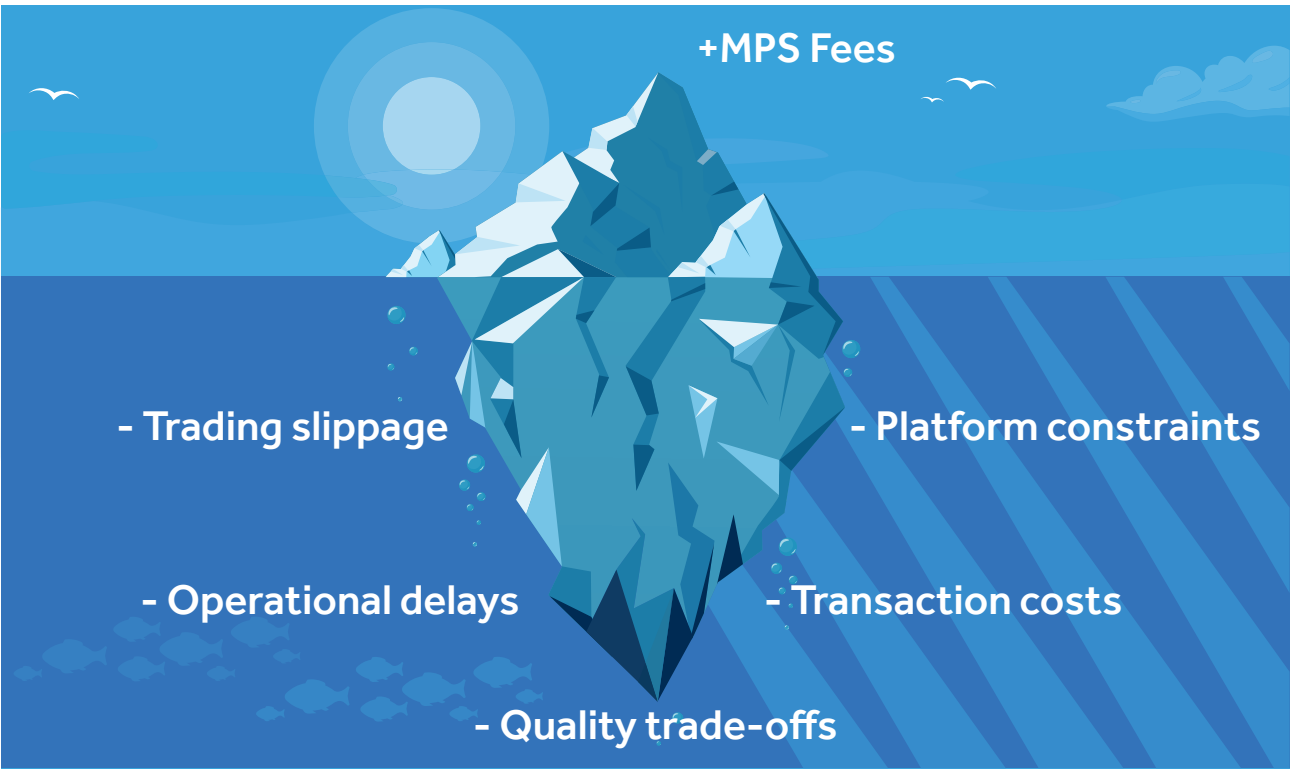 +MPS Fees
- Trading slippage
- Platform constraints
- Operational delays
- Transaction costs
- Quality trade-offs